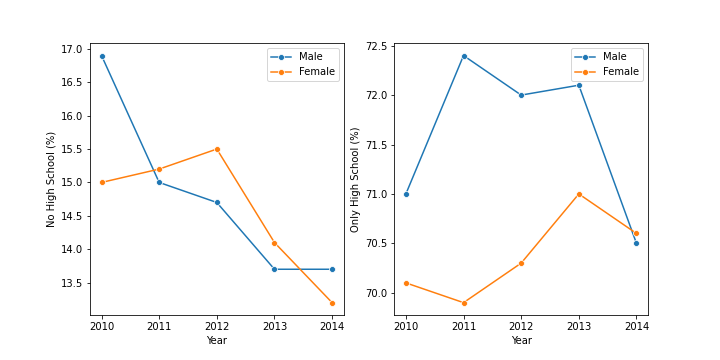 17.0
16.5
16.0
15.5
15.0
14.5
14.0
13.5
No High School (%)
2010 2011 2012 2013 2014
Year
Male
Female
72.5
72.0
71.5
71.0
70.5
70.0
Only High School (%)
2010 2011 2012 2013 2014
Year
Male
Female